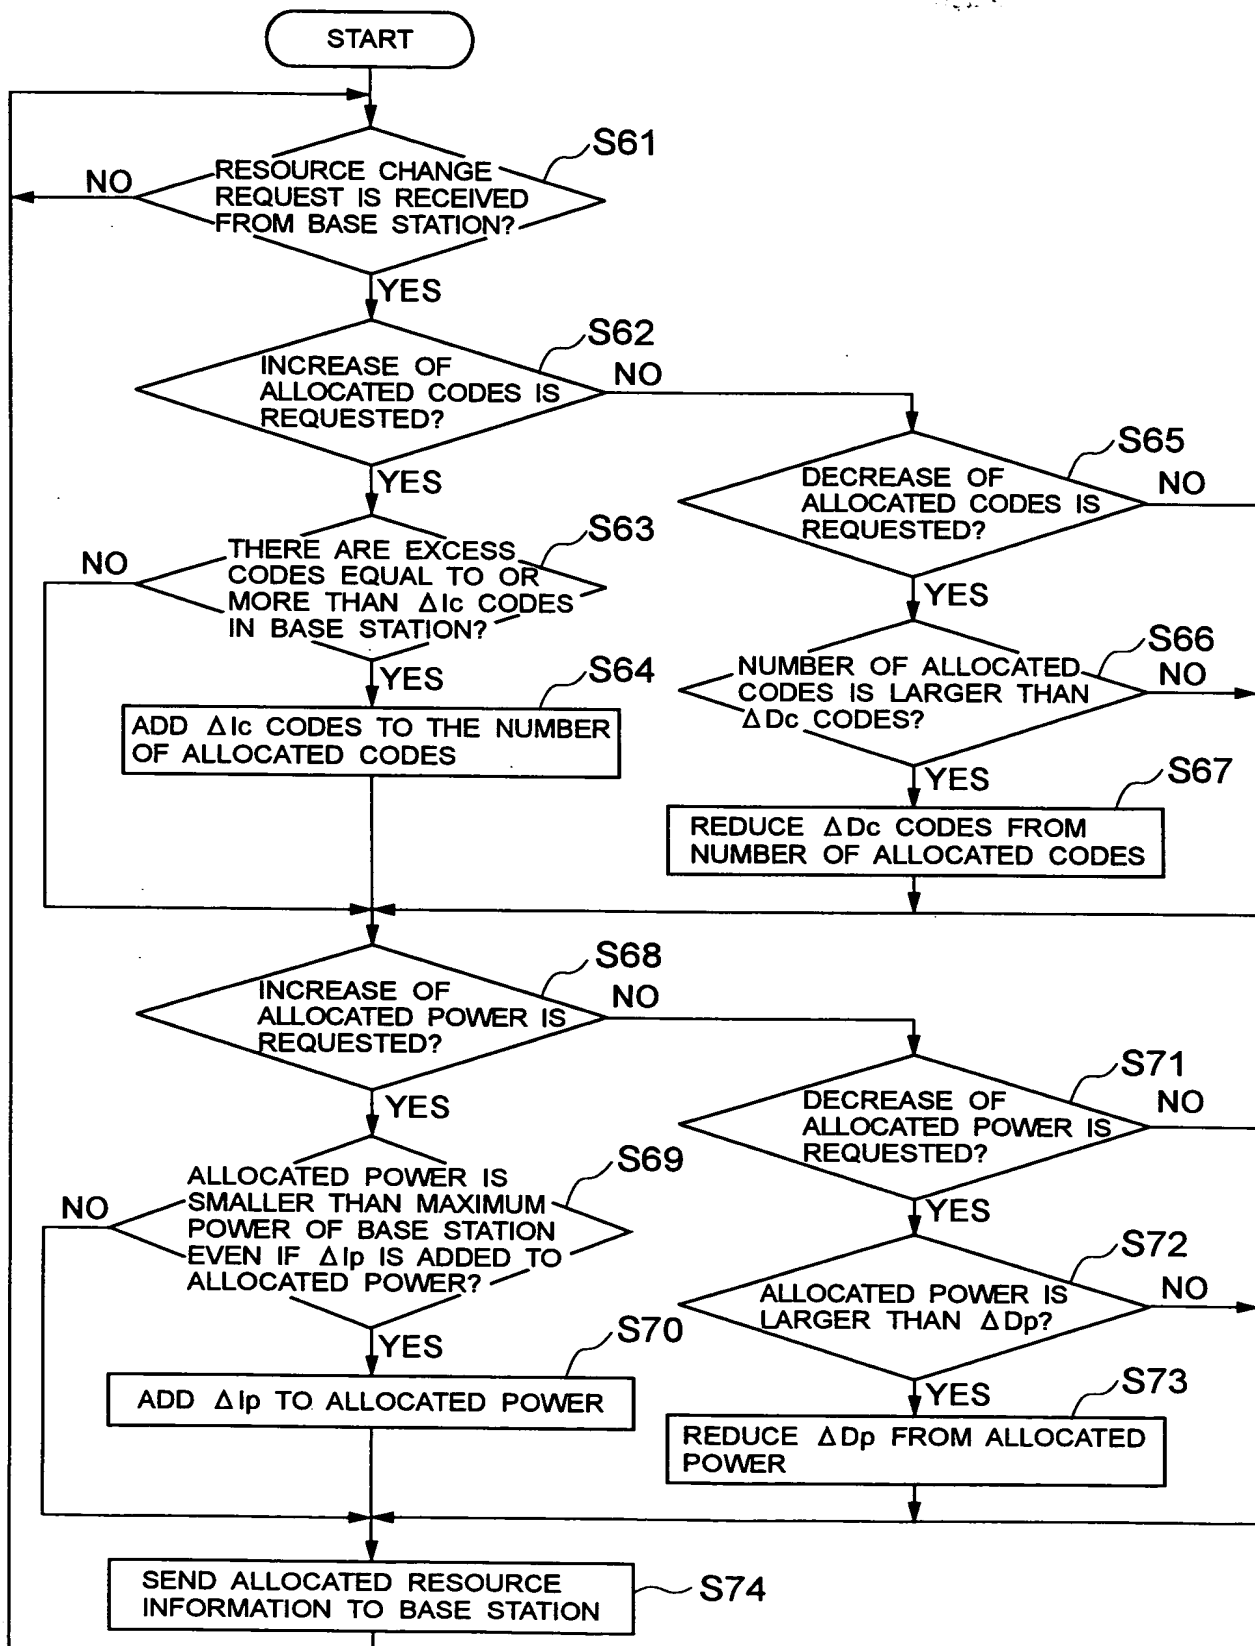 START
S61
RESOURCE CHANGE
REQUEST IS RECEIVED
FROM BASE STATION?
NO
YES
S62
INCREASE OF
ALLOCATED CODES IS
REQUESTED?
NO
YES
S65
DECREASE OF
ALLOCATED CODES IS
REQUESTED?
NO
YES
S63
THERE ARE EXCESS
CODES EQUAL TO OR
MORE THAN ΔIc CODES
IN BASE STATION?
NO
YES
S66
NUMBER OF ALLOCATED
CODES IS LARGER THAN
ΔDc CODES?
NO
YES
S64
ADD ΔIc CODES TO THE NUMBER
OF ALLOCATED CODES
S67
REDUCE ΔDc CODES FROM
NUMBER OF ALLOCATED CODES
S68
INCREASE OF
ALLOCATED POWER IS
REQUESTED?
NO
YES
S71
DECREASE OF
ALLOCATED POWER IS
REQUESTED?
NO
YES
S69
ALLOCATED POWER IS
SMALLER THAN MAXIMUM
POWER OF BASE STATION
EVEN IF ΔIp IS ADDED TO
ALLOCATED POWER?
NO
YES
S72
ALLOCATED POWER IS
LARGER THAN ΔDp?
NO
YES
S70
ADD ΔIp TO ALLOCATED POWER
S73
REDUCE ΔDp FROM ALLOCATED
POWER
SEND ALLOCATED RESOURCE
INFORMATION TO BASE STATION
S74